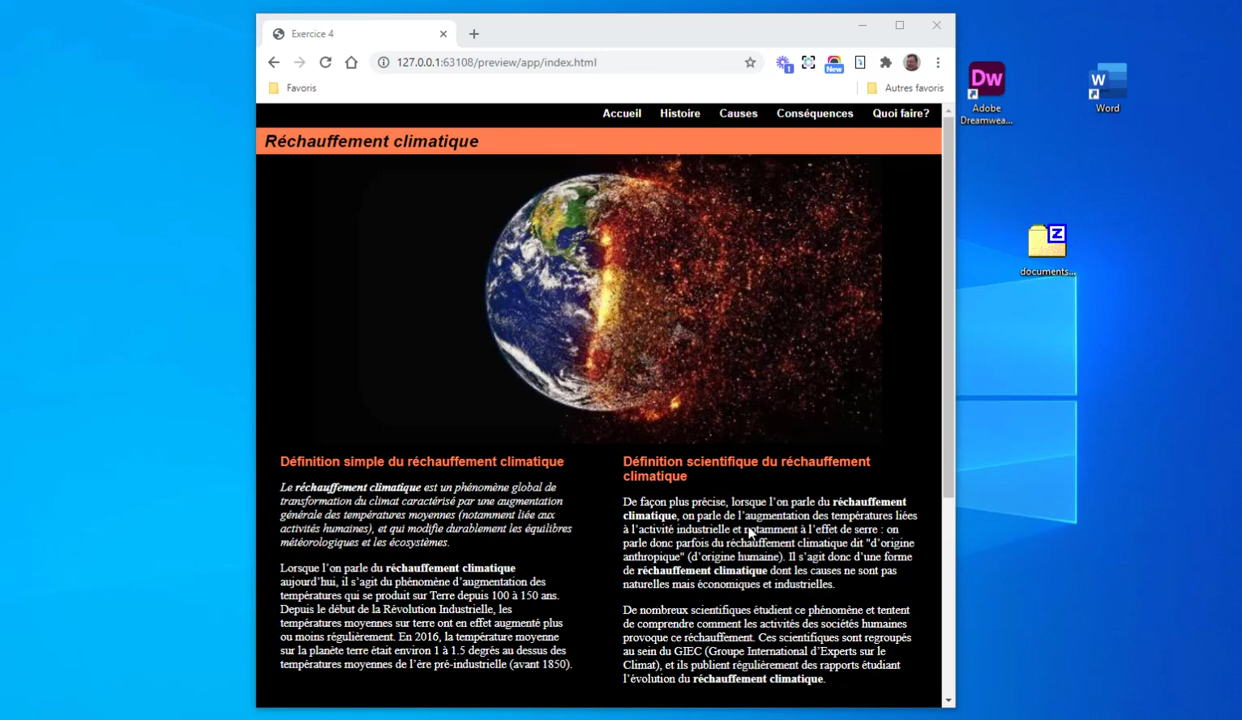 Exercice 4
127.0.0.1:63108/preview/app/index.html
1
New
Favoris
Autres favoris
Accueil Histoire Causes Conséquences Quoi faire?
Réchauffement climatique
Définition simple du réchauffement climatique
Le réchauffement climatique est un phénomène global de
transformation du climat caractérisé par une augmentation
générale des températures moyennes (notamment liée aux
activités humaines), et qui modifie durablement les équilibres
météorologiques et les écosystèmes.
Lorsque l’on parle du réchauffement climatique
aujourd’hui, il s’agit du phénomène d’augmentation des
températures qui se produit sur Terre depuis 100 à 150 ans.
Depuis le début de la Révolution Industrielle, les
températures moyennes sur terre ont en effet augmenté plus
ou moins régulièrement. En 2016, la température moyenne
sur la planète terre était environ 1 à 1.5 degrés au dessus des
températures moyennes de l’ère pré-industrielle (avant 1850).
Définition scientifique du réchauffement
climatique
De façon plus précise, lorsque l’on parle du réchauffement
climatique, on parle de l’augmentation des températures liées
à l’activité industrielle et notamment à l’effet de serre : on
parle donc parfois du réchauffement climatique dit "d’origine
anthropique" (d’origine humaine). Il s’agit donc d’une forme
de réchauffement climatique dont les causes ne sont pas
naturelles mais économiques et industrielles.
De nombreux scientifiques étudient ce phénomène et tentent
de comprendre comment les activités des sociétés humaines
provoque ce réchauffement. Ces scientifiques sont regroupés
au sein du GIEC (Groupe International d’Experts sur le
Climat), et ils publient régulièrement des rapports étudiant
l’évolution du réchauffement climatique.
Dw
Adobe
Dreamwea...
W
Word
Z
documents...